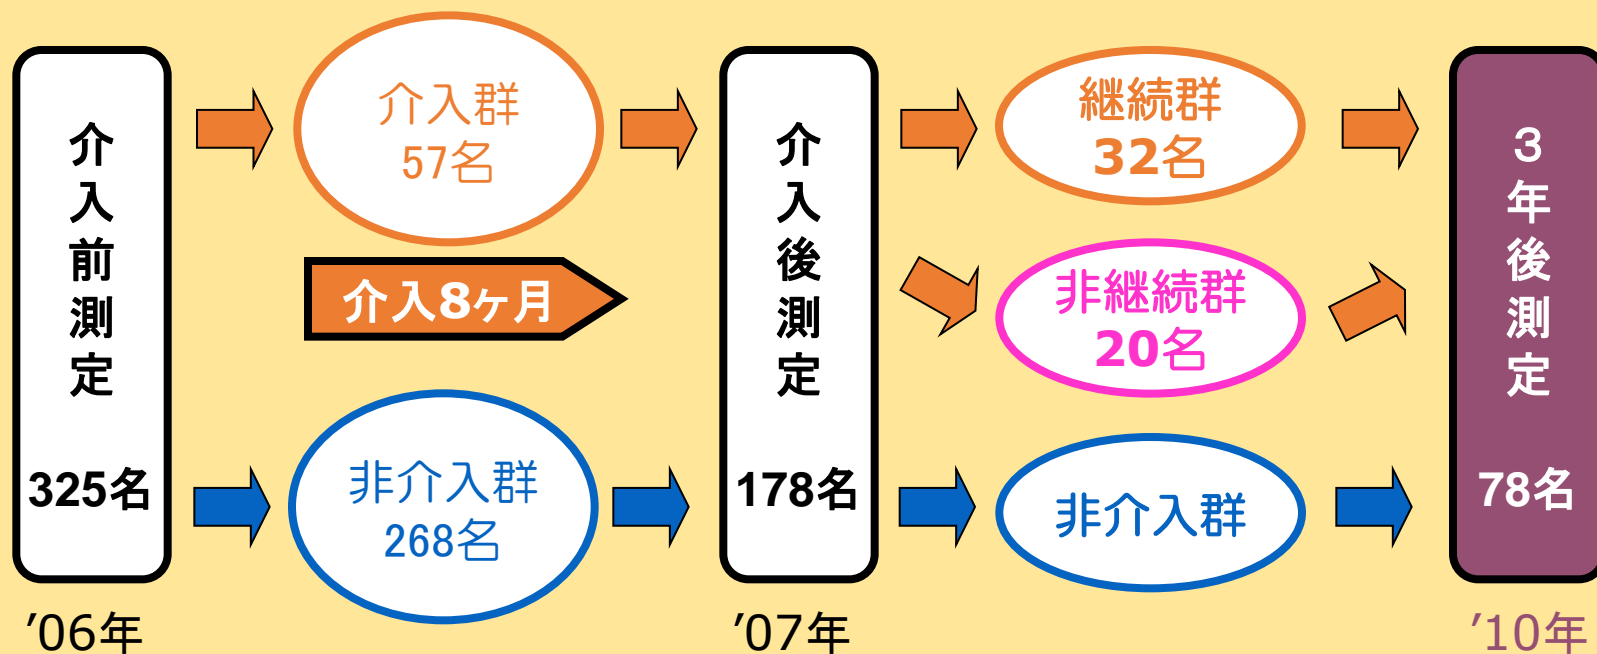 介入前測定
325名
'06年
介入群
57名
介入8ヶ月
非介入群
268名
介入後測定
178名
'07年
継続群
32名
非継続群
20名
非介入群
３年後測定
78名
'10年